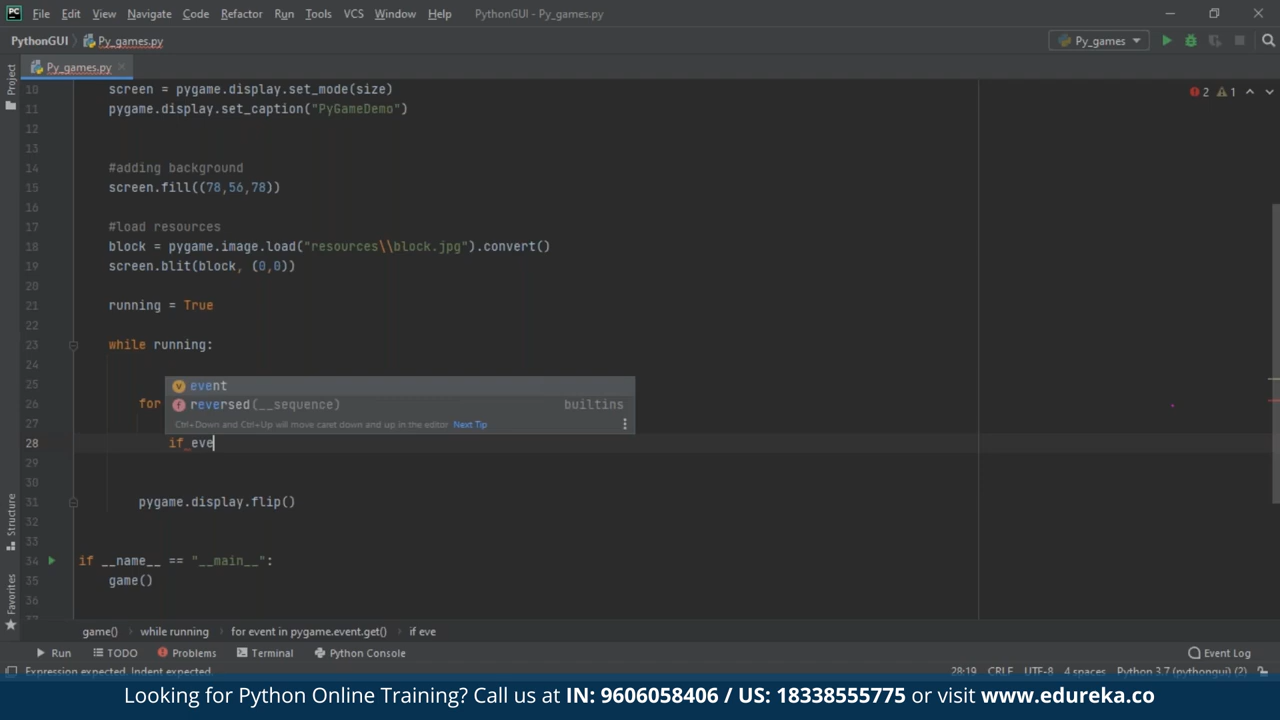 PC File Edit View Navigate Code Refactor Run Tools VCS Window Help PythonGUI - Py_games.py
PythonGUI Py_games.py Py_games
Project
Py_games.py
2 1
10 screen = pygame.display.set_mode(size)
11 pygame.display.set_caption("PyGameDemo")
12
13
14 #adding background
15 screen.fill((78,56,78))
16
17 #load resources
18 block = pygame.image.load("resources\\block.jpg").convert()
19 screen.blit(block, (0,0))
20
21 running = True
22
23 while running:
24
25 event
26 for reversed(__sequence) builtins
27 Ctrl+Down and Ctrl+Up will move caret down and up in the editor Next Tip
28 if eve
29
30
31 pygame.display.flip()
32
33
34 if __name__ == "__main__":
35 game()
36
37
Structure
Favorites
game() while running for event in pygame.event.get() if eve
Run TODO Problems Terminal Python Console Event Log
Expression expected. Indent expected. 28:19 CRLF UTF-8 4 spaces Python 3.7 (pythongui) (2)
Looking for Python Online Training? Call us at IN: 9606058406 / US: 18338555775 or visit www.edureka.co